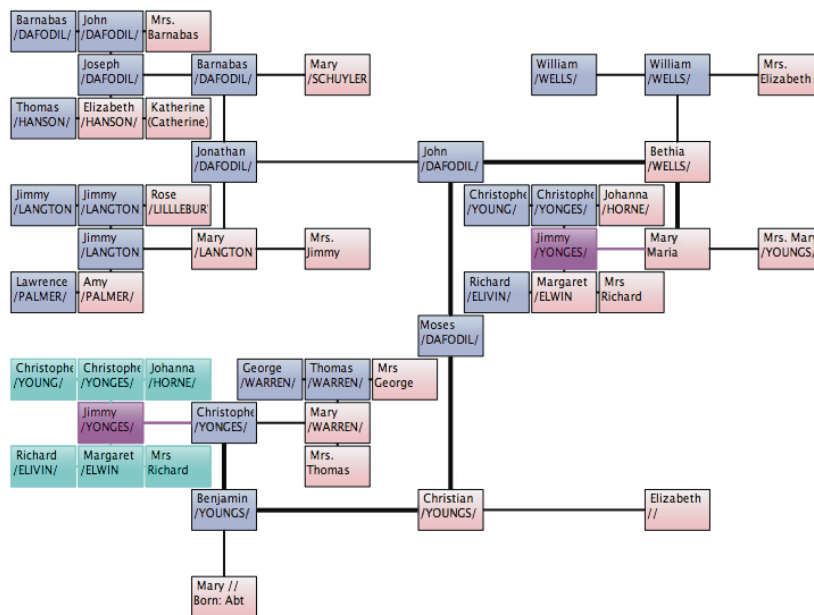 Barnabas
/DAFODIL/
John
/DAFODIL/
Mrs.
Barnabas
Joseph
/DAFODIL/
Barnabas
/DAFODIL/
Mary
/SCHUYLER
William
/WELLS/
William
/WELLS/
Mrs.
Elizabeth
Thomas
/HANSON/
Elizabeth
/HANSON/
Katherine
(Catherine)
Jonathan
/DAFODIL/
John
/DAFODIL/
Bethia
/WELLS/
Jimmy
/LANGTON
Jimmy
/LANGTON
Rose
/LILLLEBUR
Christophe
/YOUNG/
Christophe
/YONGES/
Johanna
/HORNE/
Jimmy
/LANGTON
Mary
/LANGTON
Mrs.
Jimmy
Jimmy
/YONGES/
Mary
Maria
Mrs. Mary
/YOUNGS/
Lawrence
/PALMER/
Amy
/PALMER/
Richard
/ELIVIN/
Margaret
/ELWIN
Mrs
Richard
Moses
/DAFODIL/
Christophe
/YOUNG/
Christophe
/YONGES/
Johanna
/HORNE/
George
/WARREN/
Thomas
/WARREN/
Mrs
George
Jimmy
/YONGES/
Christophe
/YONGES/
Mary
/WARREN/
Richard
/ELIVIN/
Margaret
/ELWIN
Mrs
Richard
Mrs.
Thomas
Benjamin
/YOUNGS/
Christian
/YOUNGS/
Elizabeth
//
Mary //
Born: Abt